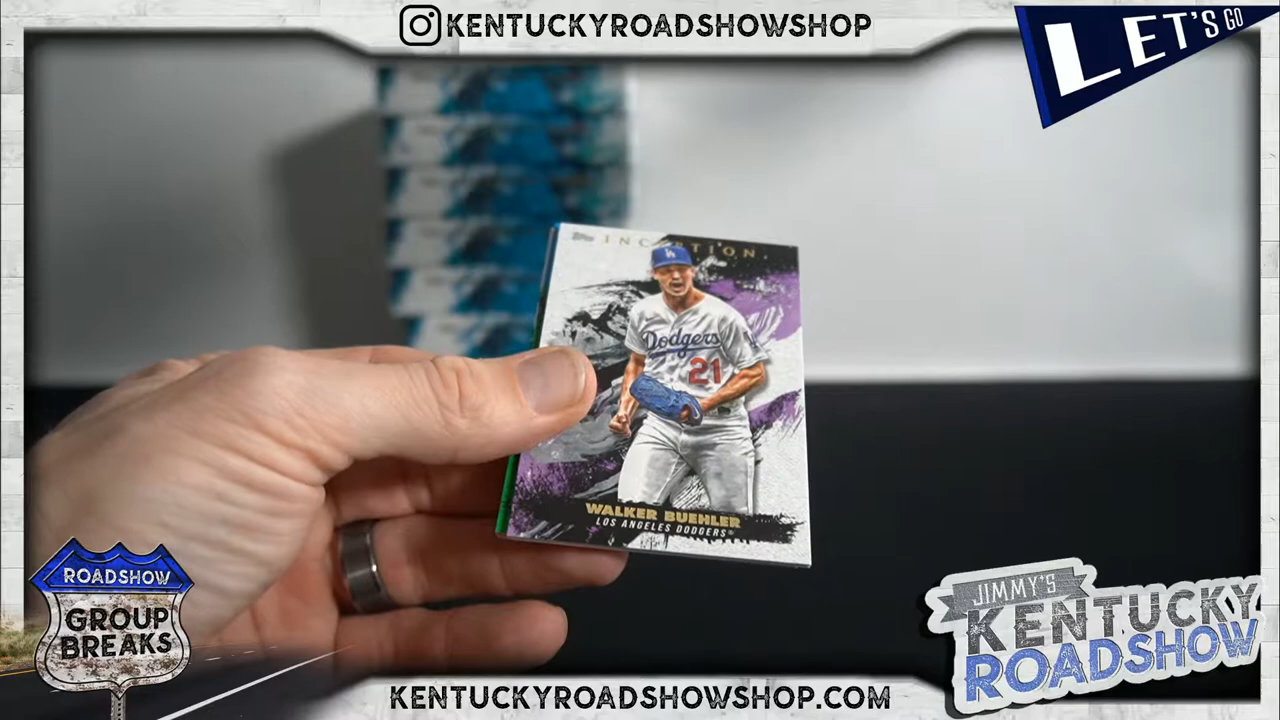 KENTUCKYROADSHOWSHOP
LET'S GO
Topps
INCEPTION
Dodgers
21
WALKER BUEHLER
LOS ANGELES DODGERS®
ROADSHOW
GROUP
BREAKS
JIMMY'S
KENTUCKY
ROADSHOW
KENTUCKYROADSHOWSHOP.COM